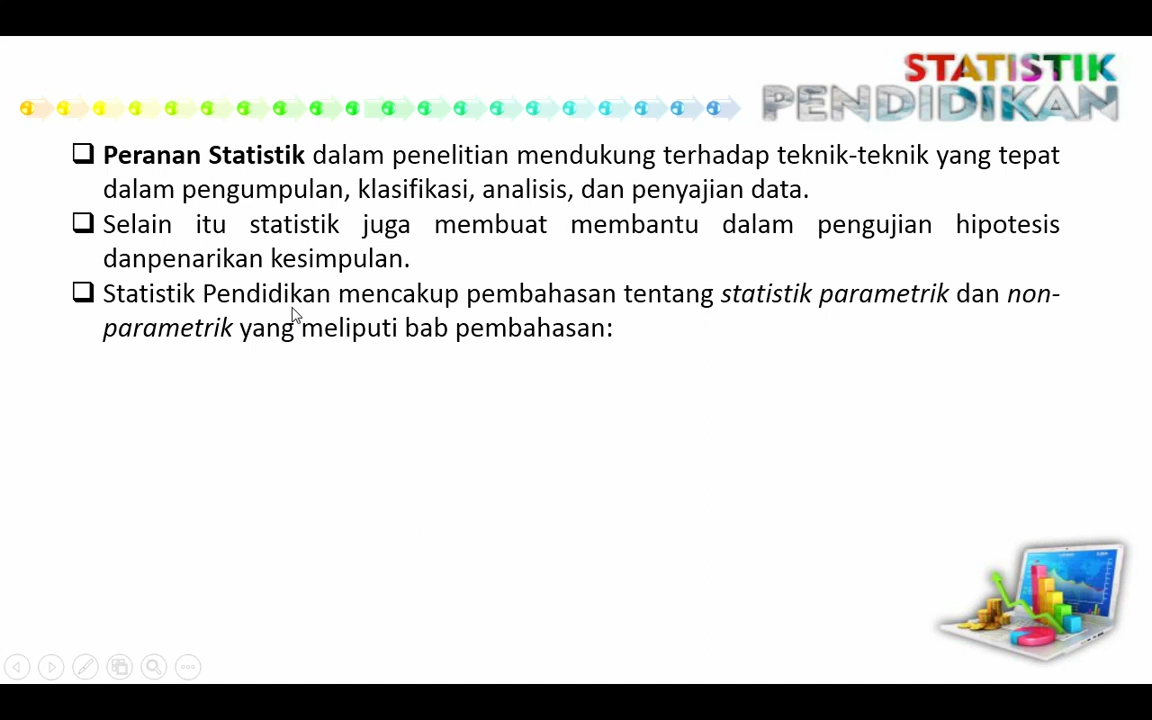 STATISTIK
PENDIDIKAN
Peranan Statistik dalam penelitian mendukung terhadap teknik-teknik yang tepat
dalam pengumpulan, klasifikasi, analisis, dan penyajian data.
Selain itu statistik juga membuat membantu dalam pengujian hipotesis
danpenarikan kesimpulan.
Statistik Pendidikan mencakup pembahasan tentang statistik parametrik dan non-
parametrik yang meliputi bab pembahasan: